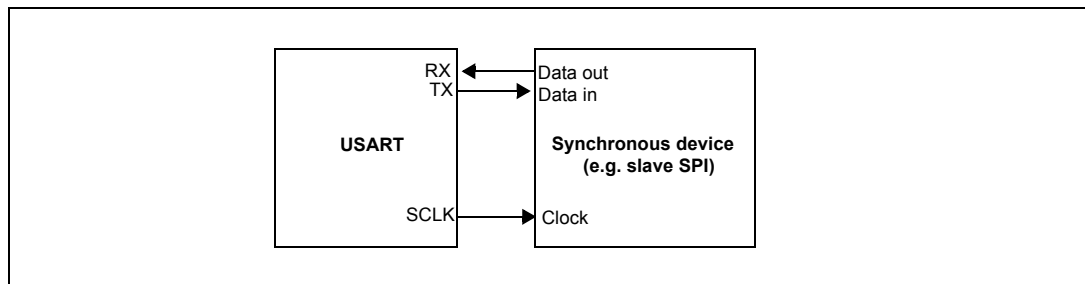 RX
TX
USART
SCLK
Data out
Data in
Synchronous device
(e.g. slave SPI)
Clock